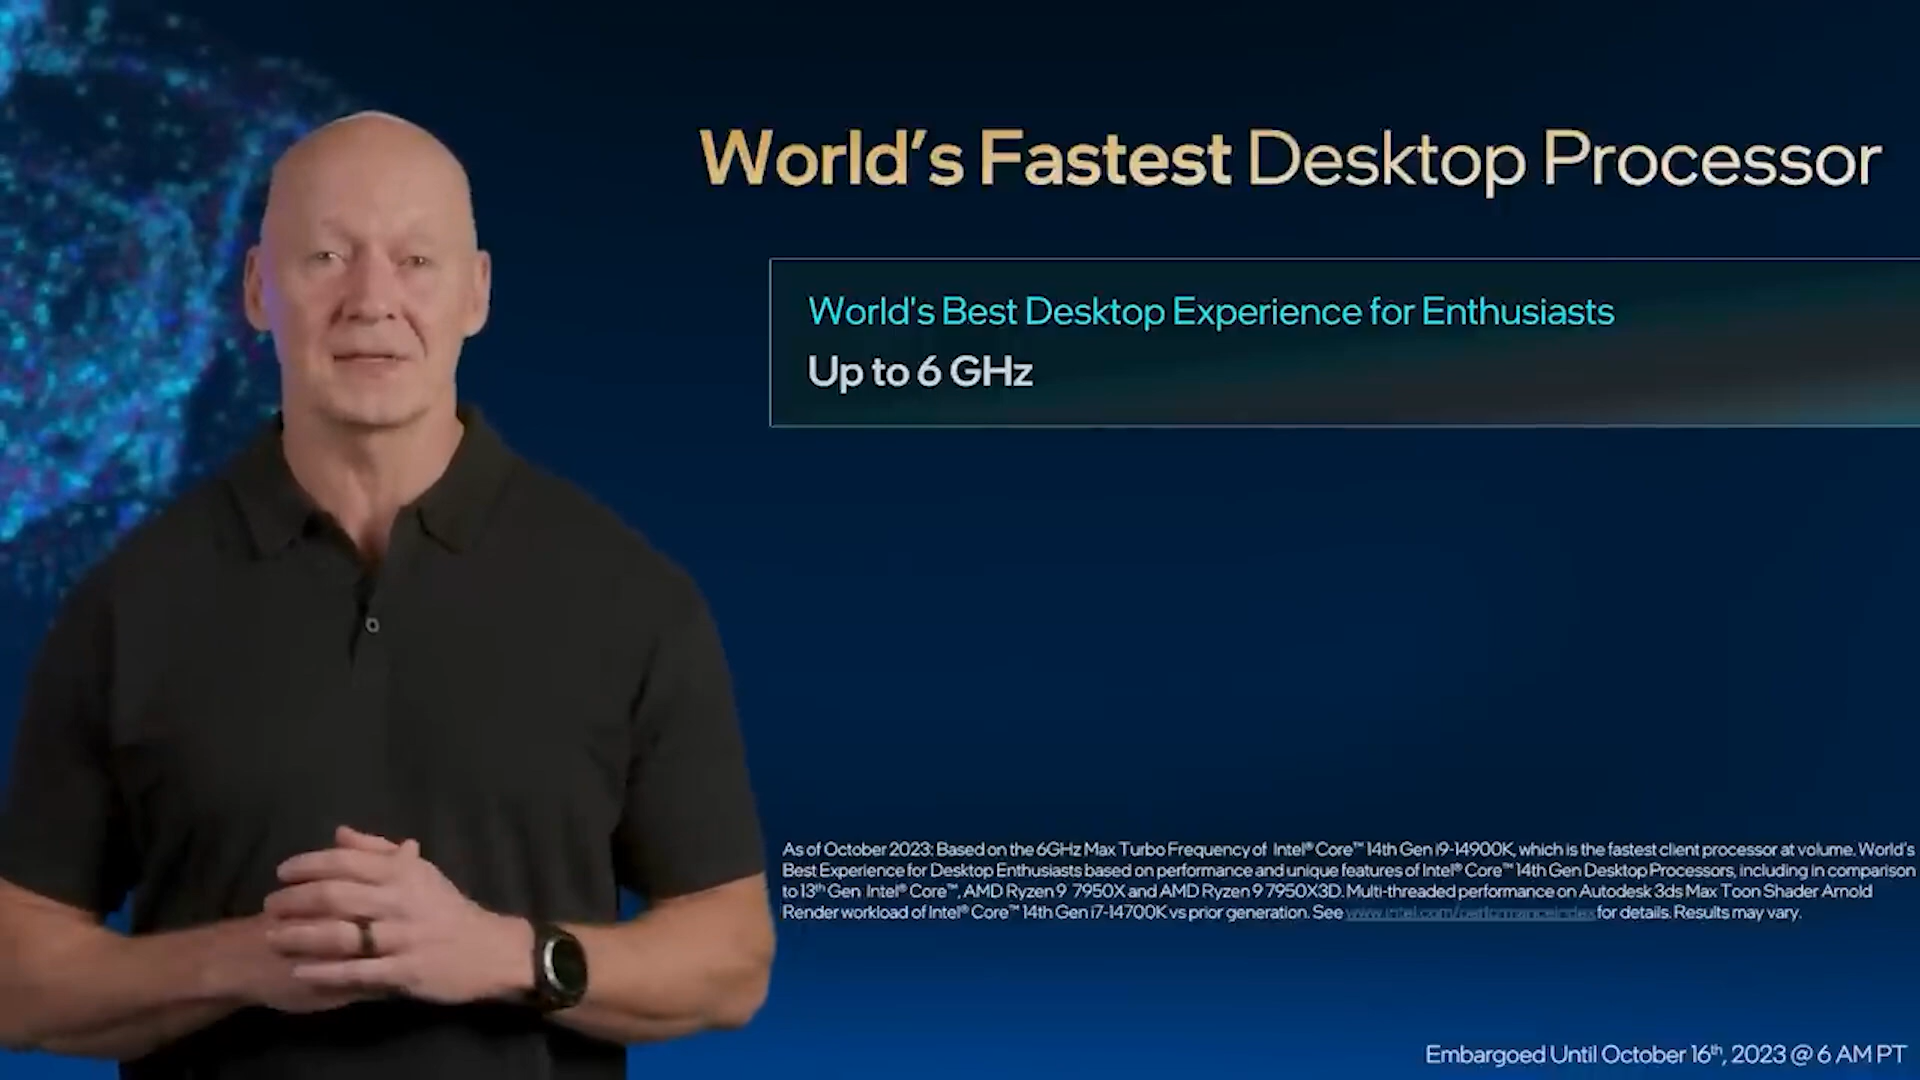 World's Fastest Desktop Processor
World's Best Desktop Experience for Enthusiasts
Up to 6 GHz
As of October 2023: Based on the 6GHz Max Turbo Frequency of Intel® Core™ 14th Gen i9-14900K, which is the fastest client processor at volume. World's
Best Experience for Desktop Enthusiasts based on performance and unique features of Intel® Core™ 14th Gen Desktop Processors, including in comparison
to 13th Gen Intel® Core™, AMD Ryzen 9 7950X and AMD Ryzen 9 7950X3D. Multi-threaded performance on Autodesk 3ds Max Toon Shader Arnold
Render workload of Intel® Core™ 14th Gen i7-14700K vs prior generation. See www.intel.com/performanceindex for details. Results may vary.
Embargoed Until October 16th, 2023 @ 6 AM PT